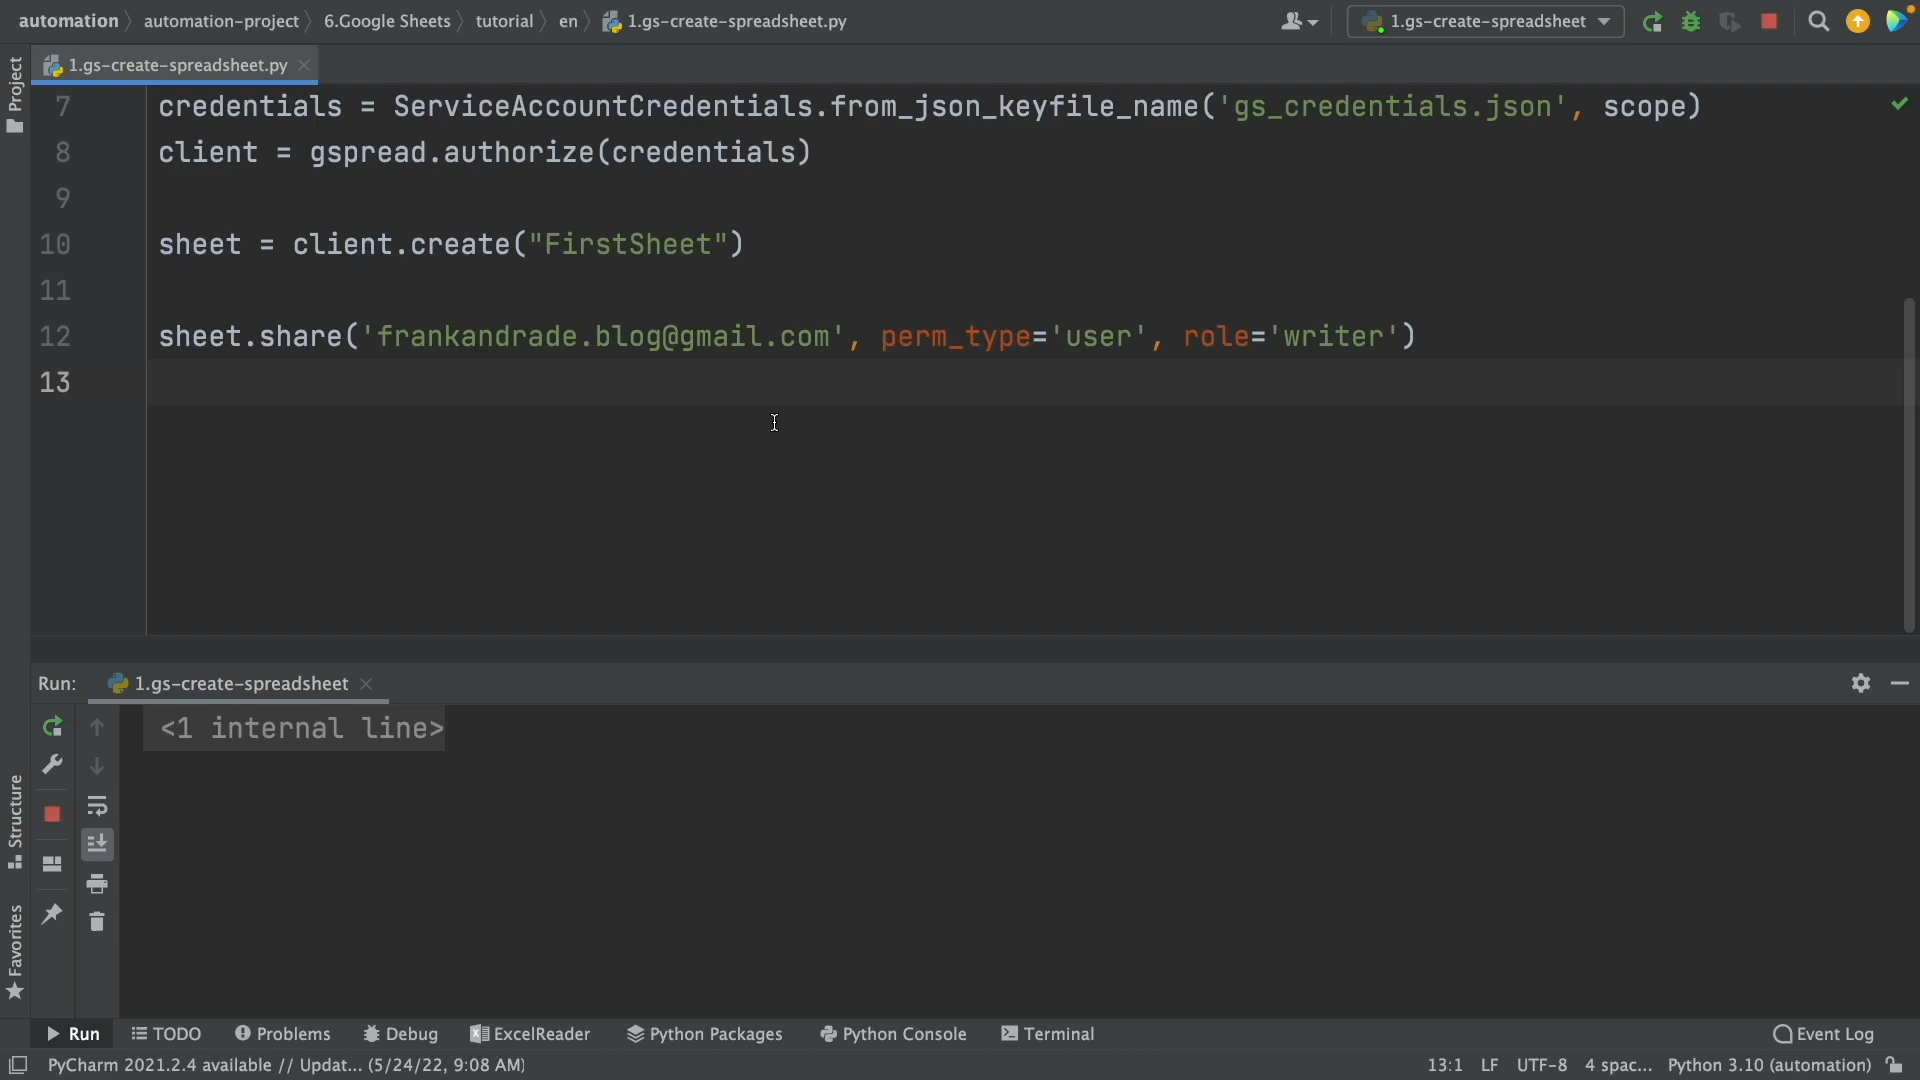 automation automation-project 6.Google Sheets tutorial en 1.gs-create-spreadsheet.py 1.gs-create-spreadsheet
1.gs-create-spreadsheet.py
Project
7 credentials = ServiceAccountCredentials.from_json_keyfile_name('gs_credentials.json', scope)
8 client = gspread.authorize(credentials)
9
10 sheet = client.create("FirstSheet")
11
12 sheet.share('frankandrade.blog@gmail.com', perm_type='user', role='writer')
13
Run: 1.gs-create-spreadsheet
<1 internal line>
Structure
Favorites
Run TODO Problems Debug ExcelReader Python Packages Python Console Terminal Event Log
PyCharm 2021.2.4 available // Updat... (5/24/22, 9:08 AM) 13:1 LF UTF-8 4 spac... Python 3.10 (automation)